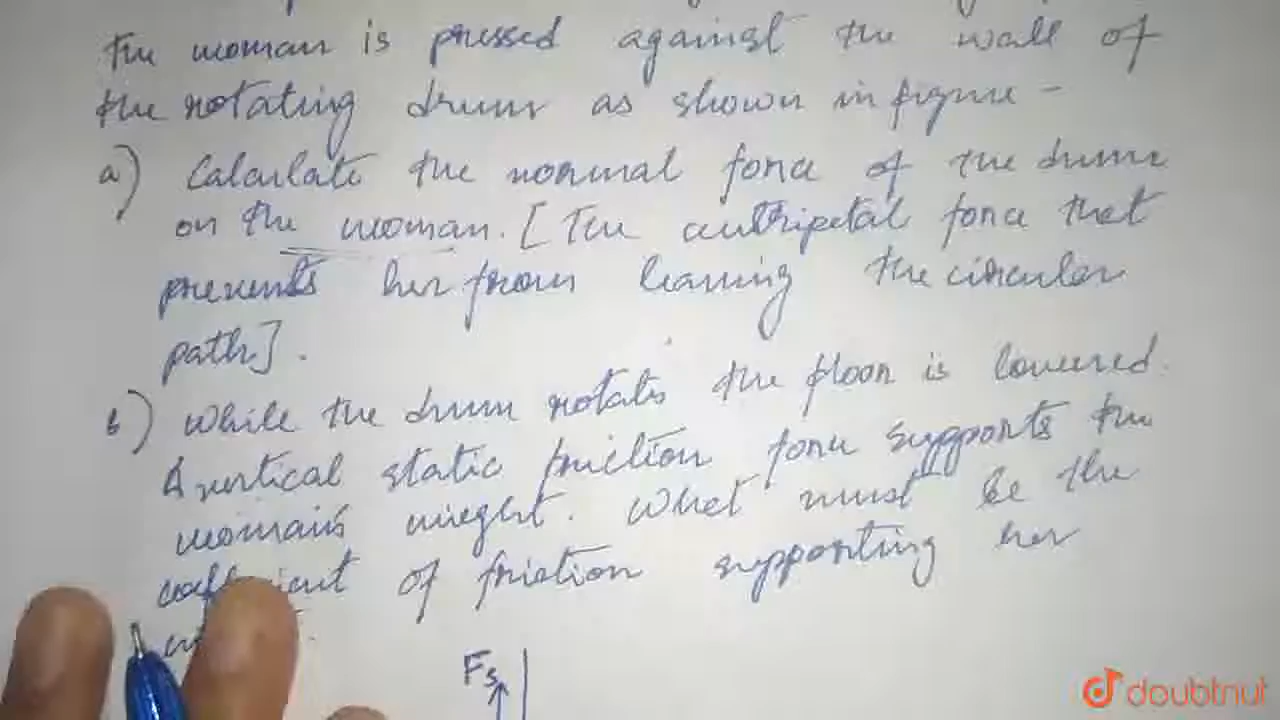 The woman is pressed against the wall of
the rotating drum as shown in figure -
a) Calculate the normal force of the drum
on the woman. [The centripetal force that
prevents her from leaving the circular
path].
b) While the drum rotates the floor is lowered.
A vertical static friction force supports the
woman's weight. What must be the
coefficient of friction supporting her
Fs
doubtnut